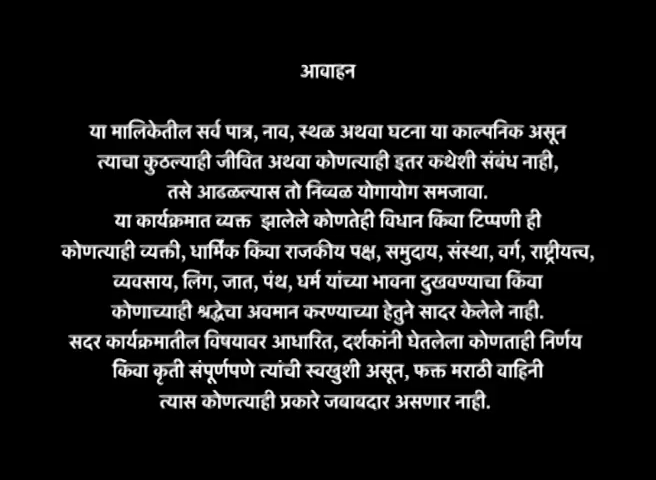 आवाहन
या मालिकेतील सर्व पात्र, नाव, स्थळ अथवा घटना या काल्पनिक असून
त्याचा कुठल्याही जीवित अथवा कोणत्याही इतर कथेशी संबंध नाही,
तसे आढळल्यास तो निव्वळ योगायोग समजावा.
या कार्यक्रमात व्यक्त झालेले कोणतेही विधान किंवा टिप्पणी ही
कोणत्याही व्यक्ती, धार्मिक किंवा राजकीय पक्ष, समुदाय, संस्था, वर्ग, राष्ट्रीयत्त्व,
व्यवसाय, लिंग, जात, पंथ, धर्म यांच्या भावना दुखवण्याचा किंवा
कोणाच्याही श्रद्धेचा अवमान करण्याच्या हेतुने सादर केलेले नाही.
सदर कार्यक्रमातील विषयावर आधारित, दर्शकांनी घेतलेला कोणताही निर्णय
किंवा कृती संपूर्णपणे त्यांची स्वखुशी असून, फक्त मराठी वाहिनी
त्यास कोणत्याही प्रकारे जबाबदार असणार नाही.